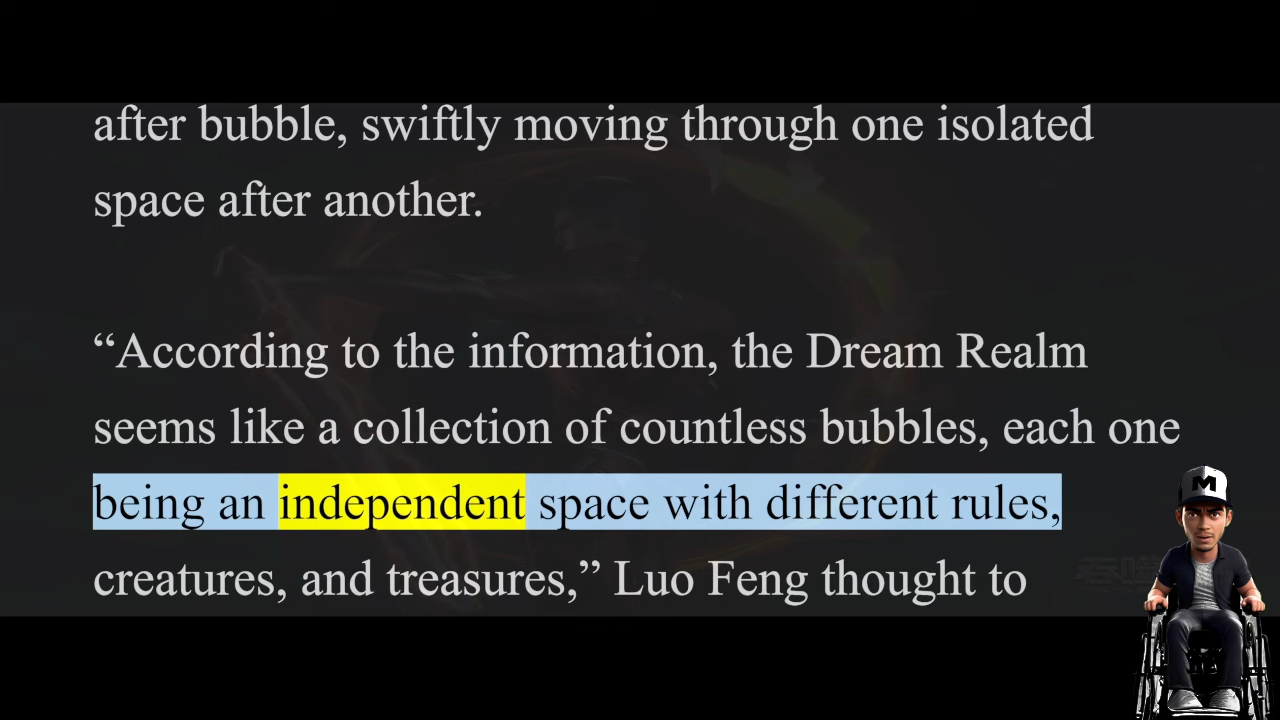 after bubble, swiftly moving through one isolated
space after another.
“According to the information, the Dream Realm
seems like a collection of countless bubbles, each one
being an independent space with different rules,
creatures, and treasures,” Luo Feng thought to
M